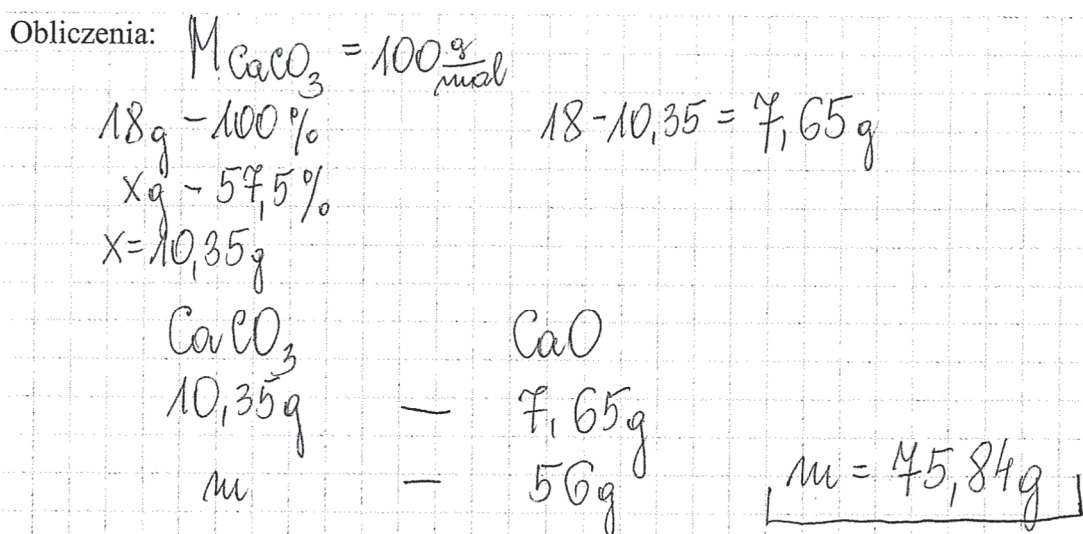 Obliczenia: M CaCO₃ = 100 g/mol
18g - 100% 18 - 10,35 = 7,65g
xg - 57,5%
x = 10,35g
CaCO₃ CaO
10,35g — 7,65g
m — 56g m = 75,84g